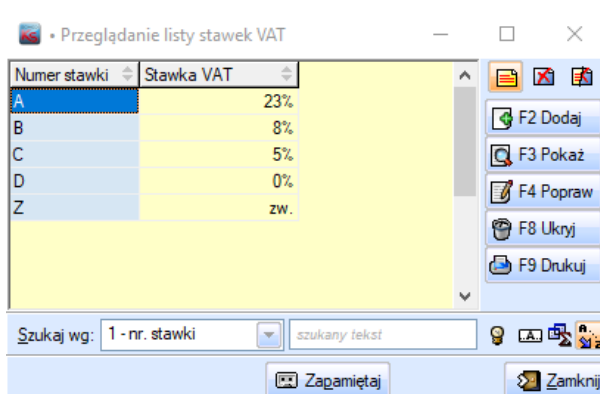 • Przeglądanie listy stawek VAT
Numer stawki Stawka VAT
A 23%
B 8%
C 5%
D 0%
Z zw.
F2 Dodaj
F3 Pokaż
F4 Popraw
F8 Ukryj
F9 Drukuj
Szukaj wg: 1 - nr. stawki szukany tekst
Zapamiętaj Zamknij